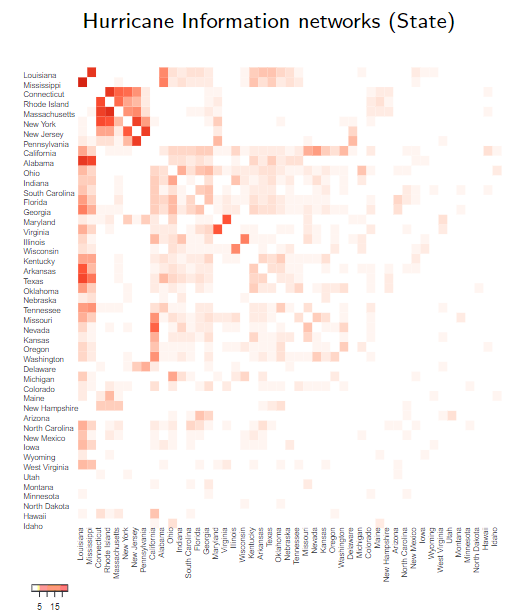 Hurricane Information networks (State)
Louisiana
Mississippi
Connecticut
Rhode Island
Massachusetts
New York
New Jersey
Pennsylvania
California
Alabama
Ohio
Indiana
South Carolina
Florida
Georgia
Maryland
Virginia
Illinois
Wisconsin
Kentucky
Arkansas
Texas
Oklahoma
Nebraska
Tennessee
Missouri
Nevada
Kansas
Oregon
Washington
Delaware
Michigan
Colorado
Maine
New Hampshire
Arizona
North Carolina
New Mexico
Iowa
Wyoming
West Virginia
Utah
Montana
Minnesota
North Dakota
Hawaii
Idaho
Louisiana
Mississippi
Connecticut
Rhode Island
Massachusetts
New York
New Jersey
Pennsylvania
California
Alabama
Ohio
Indiana
South Carolina
Florida
Georgia
Maryland
Virginia
Illinois
Wisconsin
Kentucky
Arkansas
Texas
Oklahoma
Nebraska
Tennessee
Missouri
Nevada
Kansas
Oregon
Washington
Delaware
Michigan
Colorado
Maine
New Hampshire
Arizona
North Carolina
New Mexico
Iowa
Wyoming
West Virginia
Utah
Montana
Minnesota
North Dakota
Hawaii
Idaho
5 15